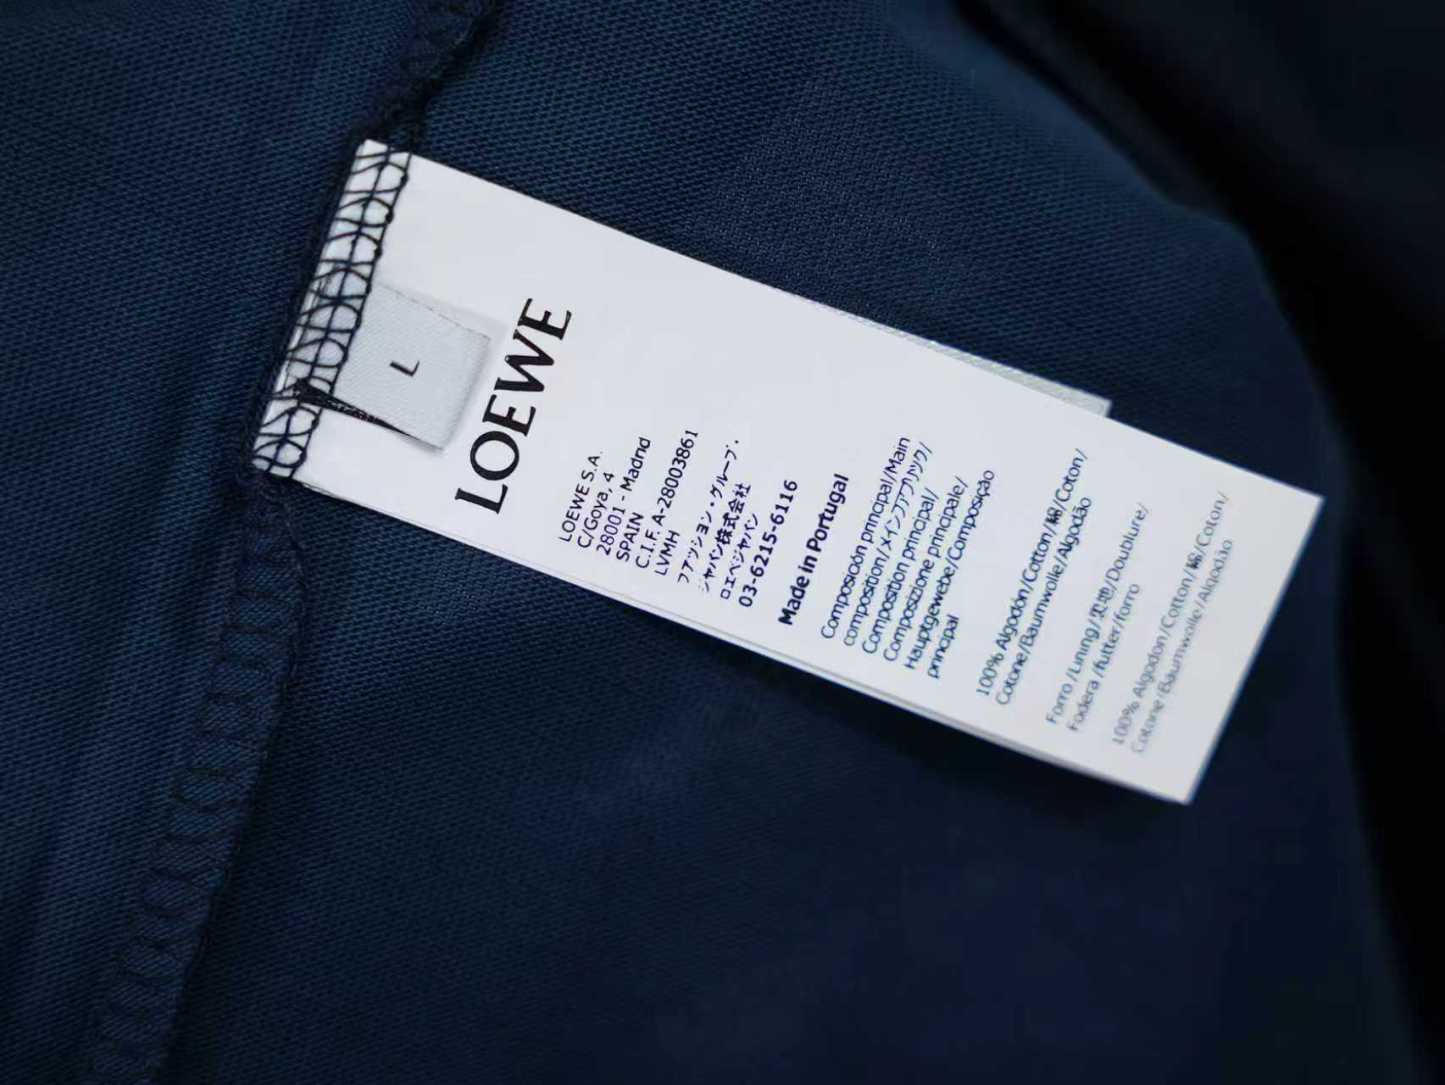 L
LOEWE
LOEWE S.A.
C/Goya, 4
28001 - Madrid
SPAIN
C.I.F. A-28003861
LVMH
ファッション・グループ・
ジャパン株式会社
ロエベジャパン
03-6215-6116
Made in Portugal
Composición principal/Main
composition/メインファブリック/
Composition principal/
Composizione principale/
Hauptgewebe/Composição
principal
100% Algodón/Cotton/綿/Coton/
Cotone/Baumwolle/Algodão
Forro /Lining/裏地/Doublure/
Fodera /futter/forro
100% Algodon/Cotton/綿/Coton/
Cotone/Baumwolle/Algodão